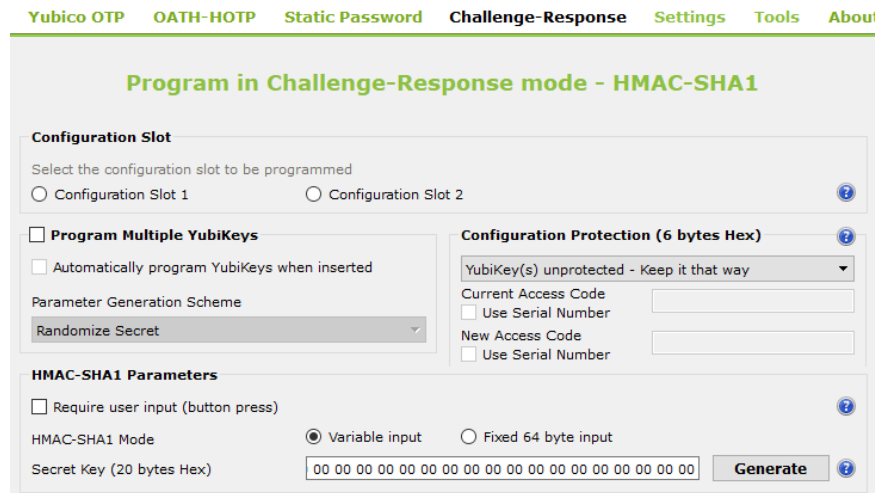 Yubico OTP OATH-HOTP Static Password Challenge-Response Settings Tools About
Program in Challenge-Response mode - HMAC-SHA1
Configuration Slot
Select the configuration slot to be programmed
Configuration Slot 1 Configuration Slot 2
Program Multiple YubiKeys
Automatically program YubiKeys when inserted
Parameter Generation Scheme
Randomize Secret
Configuration Protection (6 bytes Hex)
YubiKey(s) unprotected - Keep it that way
Current Access Code
Use Serial Number
New Access Code
Use Serial Number
HMAC-SHA1 Parameters
Require user input (button press)
HMAC-SHA1 Mode Variable input Fixed 64 byte input
Secret Key (20 bytes Hex) 00 00 00 00 00 00 00 00 00 00 00 00 00 00 00 00 00 00 Generate